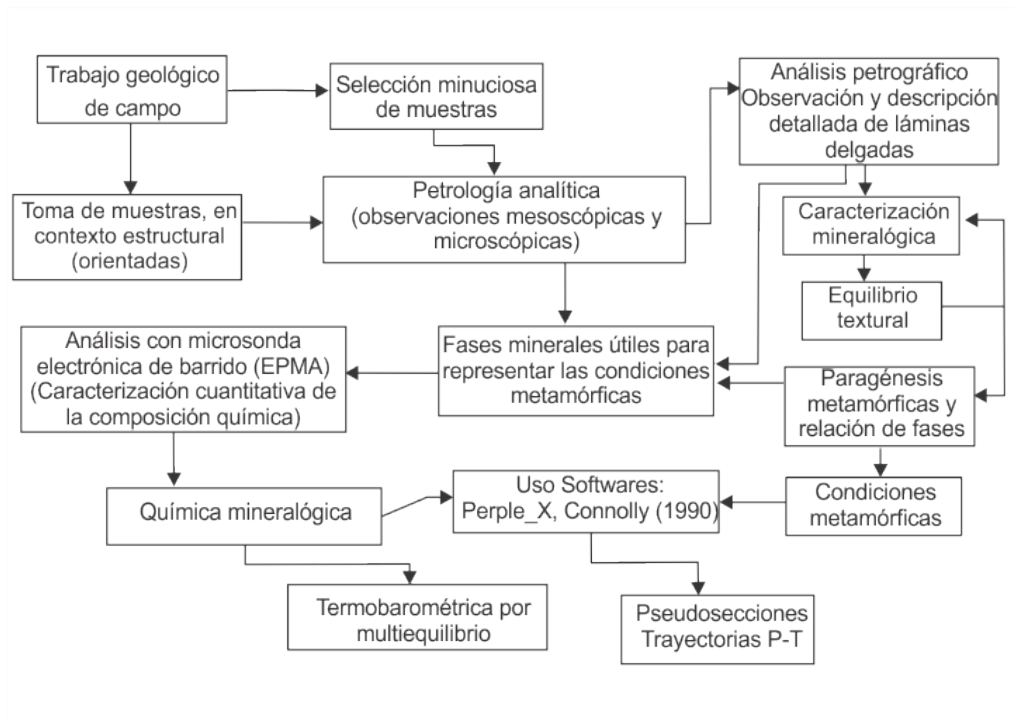 Trabajo geológico
de campo
Selección minuciosa
de muestras
Análisis petrográfico
Observación y descripción
detallada de láminas
delgadas
Toma de muestras, en
contexto estructural
(orientadas)
Petrología analítica
(observaciones mesoscópicas y
microscópicas)
Caracterización
mineralógica
Equilibrio
textural
Análisis con microsonda
electrónica de barrido (EPMA)
(Caracterización cuantitativa de
la composición química)
Fases minerales útiles para
representar las condiciones
metamórficas
Paragénesis
metamórficas y
relación de fases
Química mineralógica
Uso Softwares:
Perple_X, Connolly (1990)
Condiciones
metamórficas
Termobarométrica por
multiequilibrio
Pseudosecciones
Trayectorias P-T